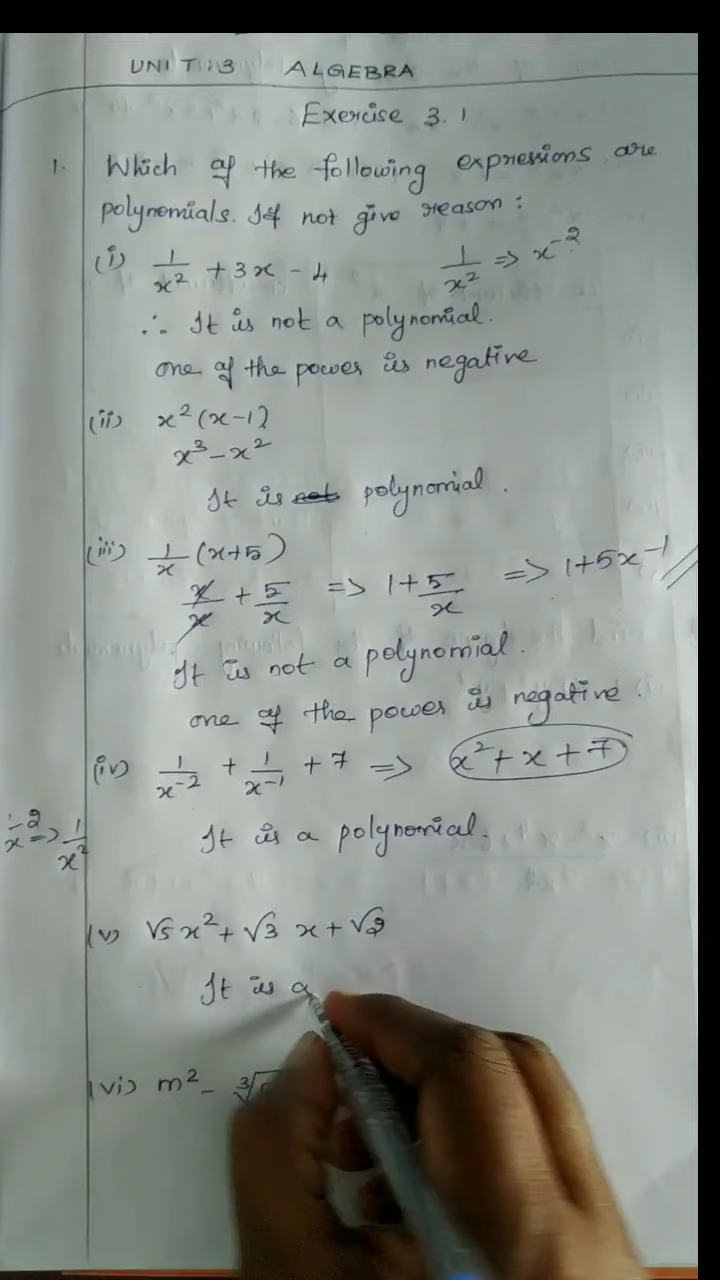 UNIT: 3 ALGEBRA
Exercise 3.1
1. Which of the following expressions are
polynomials. If not give reason :
(i) 1/x² + 3x - 4 1/x² => x⁻²
∴ It is not a polynomial.
one of the power is negative
(ii) x²(x-1)
x³ - x²
It is not polynomial.
(iii) 1/x (x+5)
x/x + 5/x => 1 + 5/x => 1+5x⁻¹ //
It is not a polynomial.
one of the power is negative.
(iv) 1/x⁻² + 1/x⁻¹ + 7 => x² + x + 7
x⁻² => 1/x² It is a polynomial.
(v) √5 x² + √3 x + √2
It is a
(vi) m² - ³√